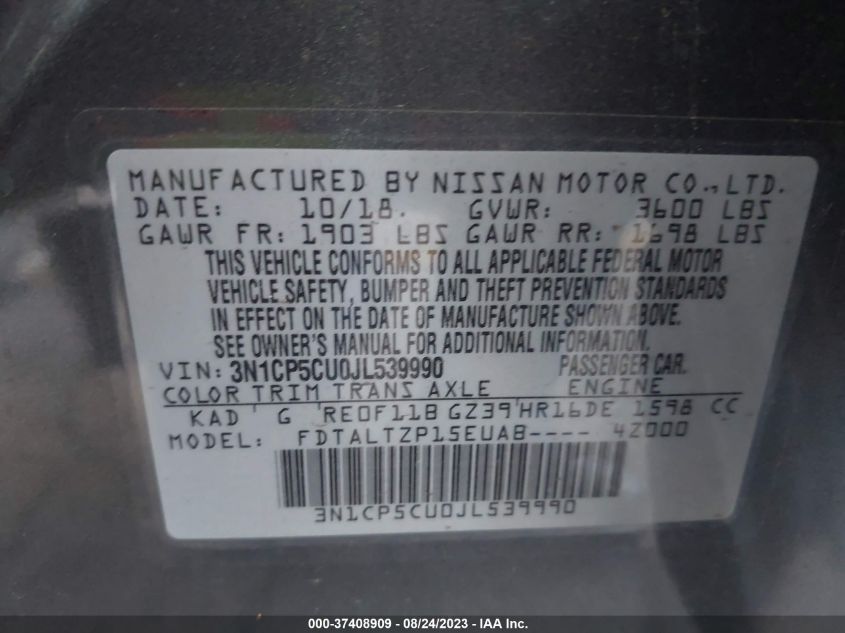 MANUFACTURED BY NISSAN MOTOR CO., LTD.
DATE: 10/18. GVWR: 3600 LBS
GAWR FR: 1903 LBS GAWR RR: 1698 LBS
THIS VEHICLE CONFORMS TO ALL APPLICABLE FEDERAL MOTOR
VEHICLE SAFETY, BUMPER AND THEFT PREVENTION STANDARDS
IN EFFECT ON THE DATE OF MANUFACTURE SHOWN ABOVE.
SEE OWNER'S MANUAL FOR ADDITIONAL INFORMATION.
VIN: 3N1CP5CU0JL539990 PASSENGER CAR.
COLOR TRIM TRANS AXLE ENGINE
KAD G RE0F11B GZ39 HR16DE 1598 CC
MODEL: FDTALTZP15EUAB---- 4Z000
3N1CP5CU0JL539990
000-37408909 - 08/24/2023 - IAA Inc.